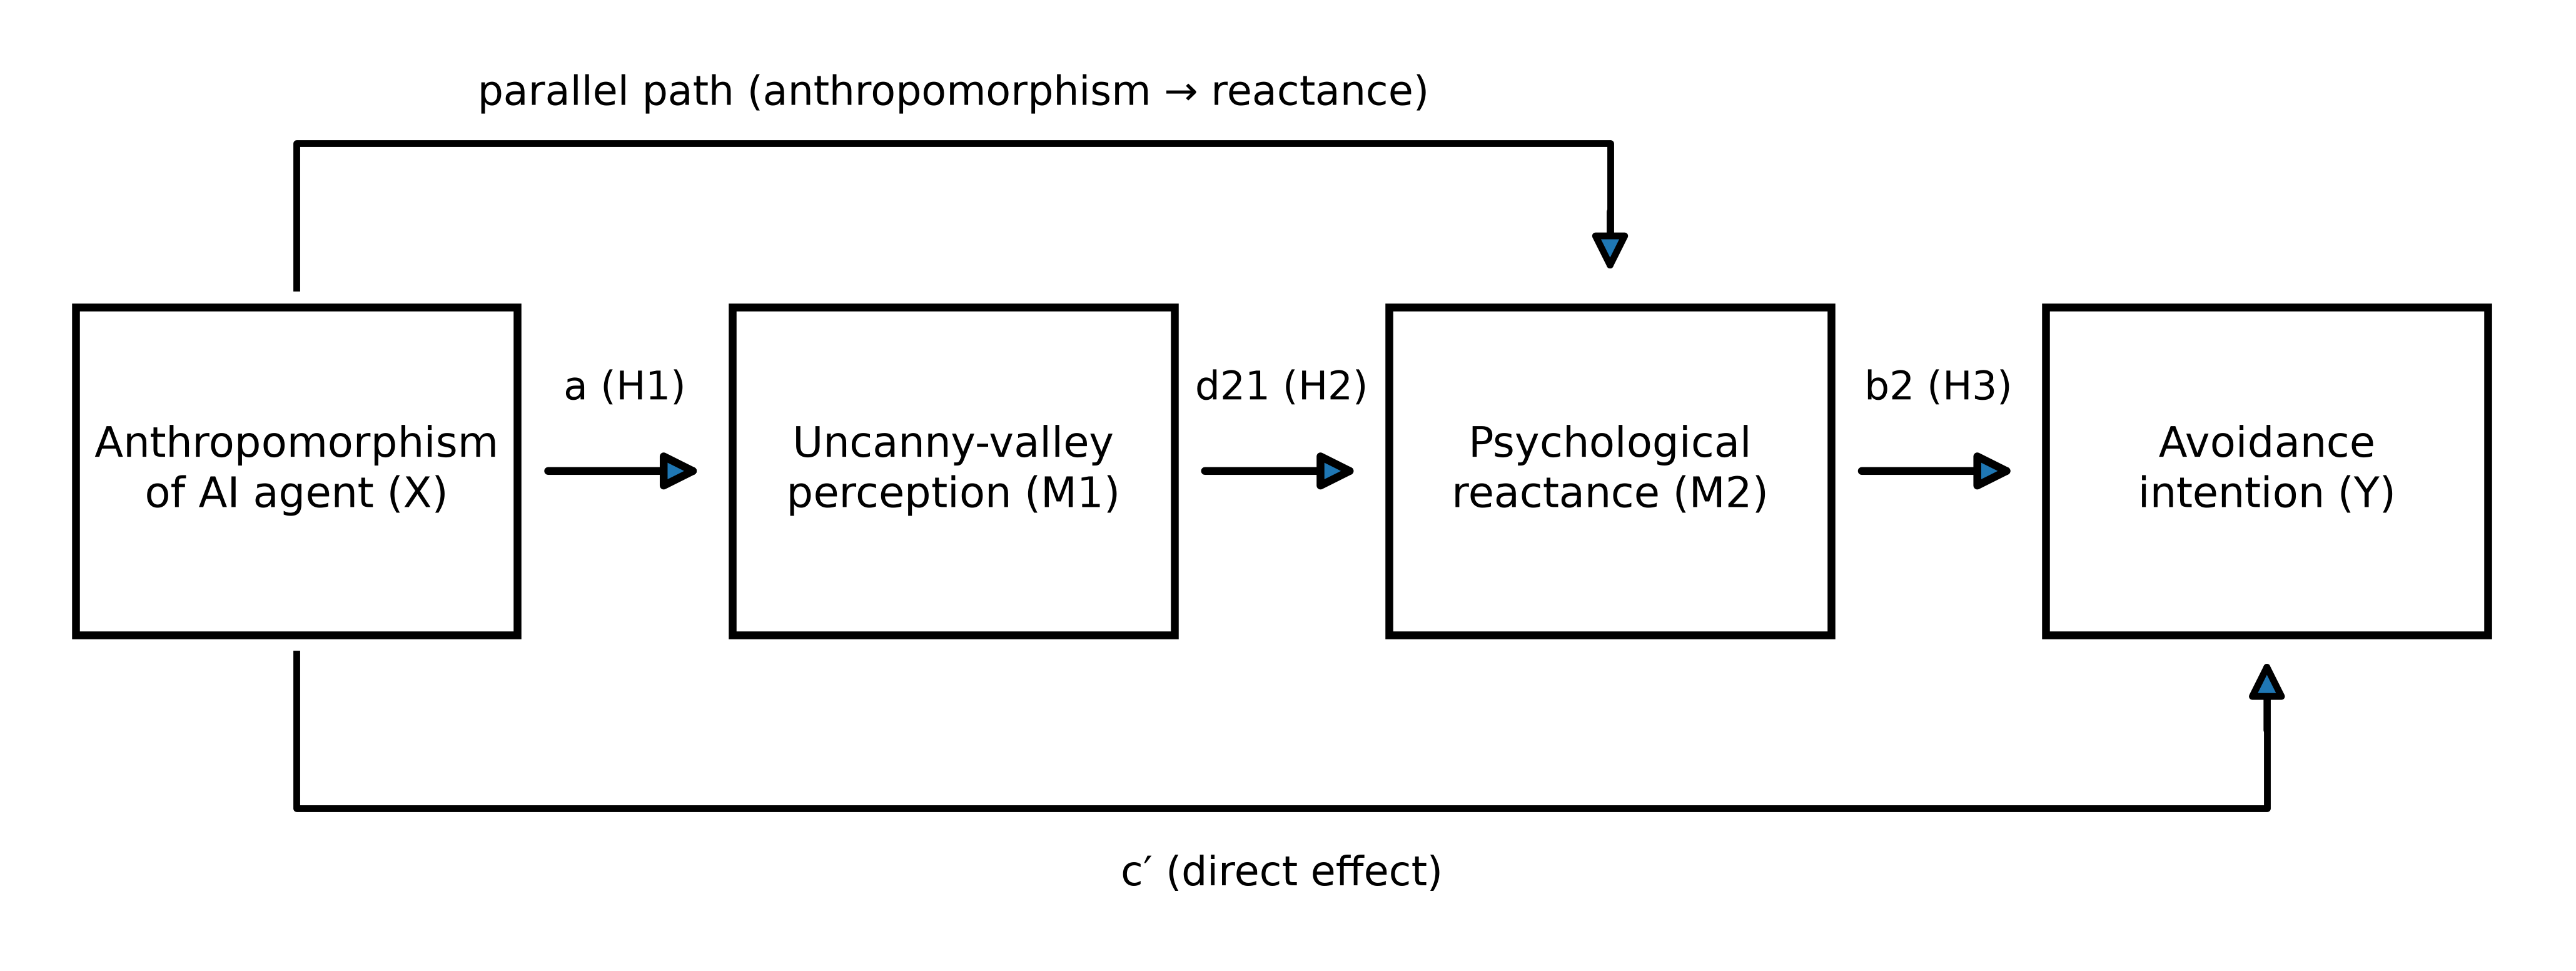 parallel path (anthropomorphism → reactance)
a (H1)
d21 (H2)
b2 (H3)
Anthropomorphism
of AI agent (X)
Uncanny-valley
perception (M1)
Psychological
reactance (M2)
Avoidance
intention (Y)
c′ (direct effect)